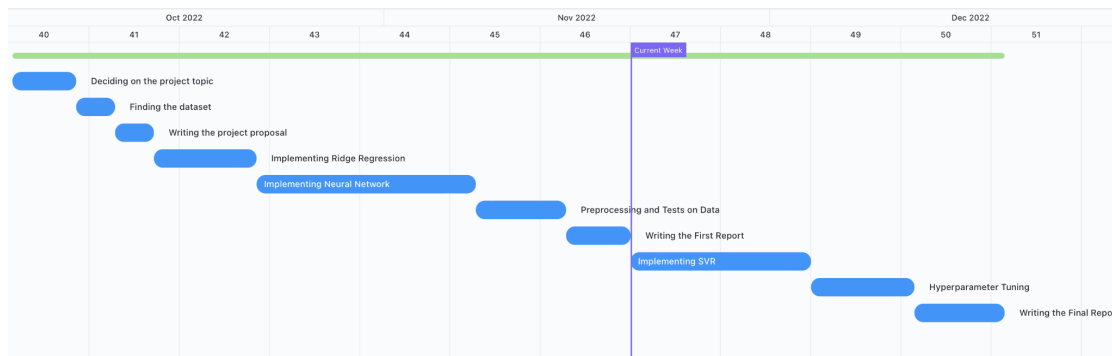 Oct 2022 Nov 2022 Dec 2022
40 41 42 43 44 45 46 47 48 49 50 51
Current Week
Deciding on the project topic
Finding the dataset
Writing the project proposal
Implementing Ridge Regression
Implementing Neural Network
Preprocessing and Tests on Data
Writing the First Report
Implementing SVR
Hyperparameter Tuning
Writing the Final Repo